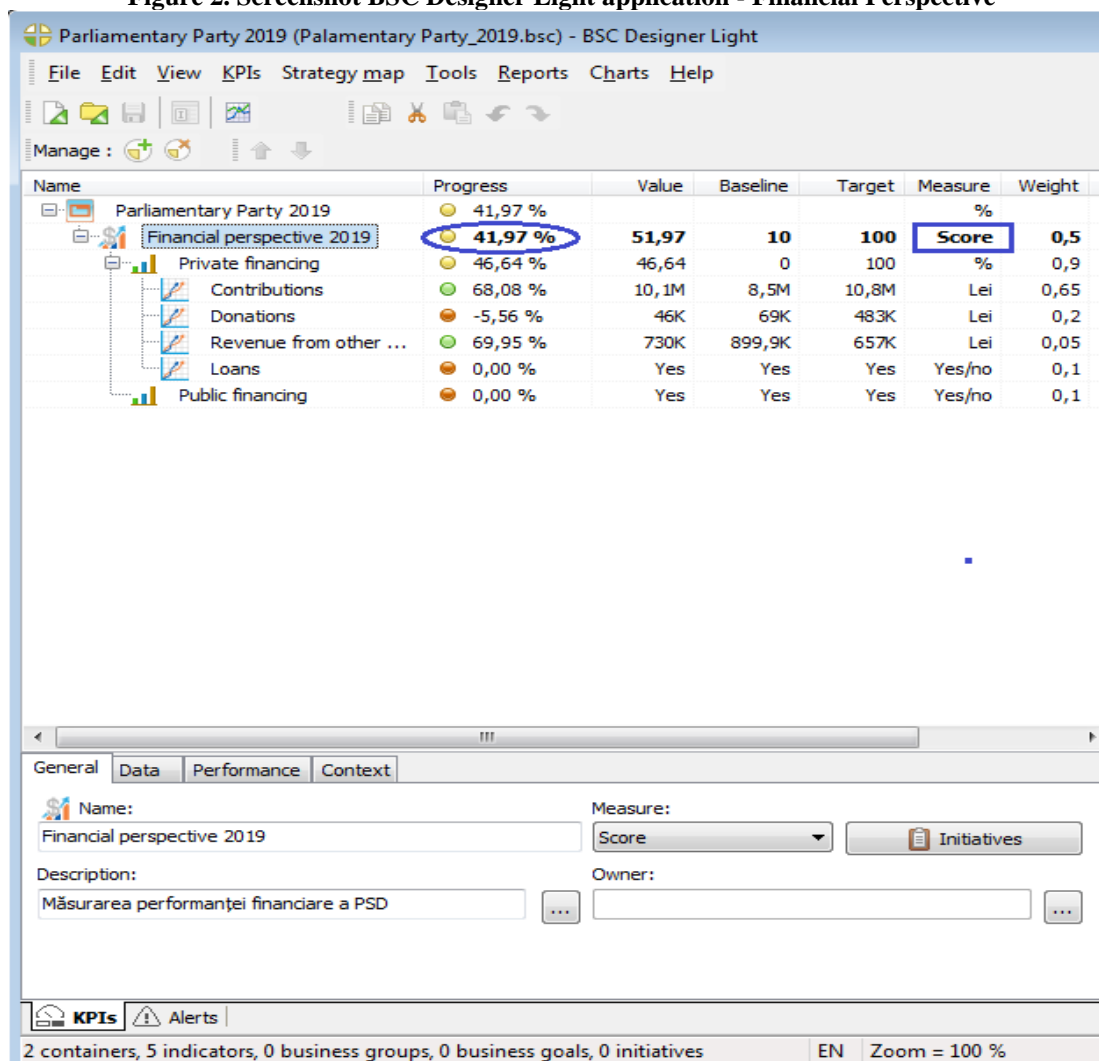 Figure 2. Screenshot BSC Designer Light application - Financial Perspective
Parliamentary Party 2019 (Palamentary Party_2019.bsc) - BSC Designer Light
File Edit View KPIs Strategy map Tools Reports Charts Help
Manage :
Name Progress Value Baseline Target Measure Weight
Parliamentary Party 2019 41,97 % %
Financial perspective 2019 41,97 % 51,97 10 100 Score 0,5
Private financing 46,64 % 46,64 0 100 % 0,9
Contributions 68,08 % 10,1M 8,5M 10,8M Lei 0,65
Donations -5,56 % 46K 69K 483K Lei 0,2
Revenue from other ... 69,95 % 730K 899,9K 657K Lei 0,05
Loans 0,00 % Yes Yes Yes Yes/no 0,1
Public financing 0,00 % Yes Yes Yes Yes/no 0,1
General Data Performance Context
Name: Measure:
Financial perspective 2019 Score Initiatives
Description: Owner:
Măsurarea performanței financiare a PSD ... ...
KPIs Alerts
2 containers, 5 indicators, 0 business groups, 0 business goals, 0 initiatives EN Zoom = 100 %